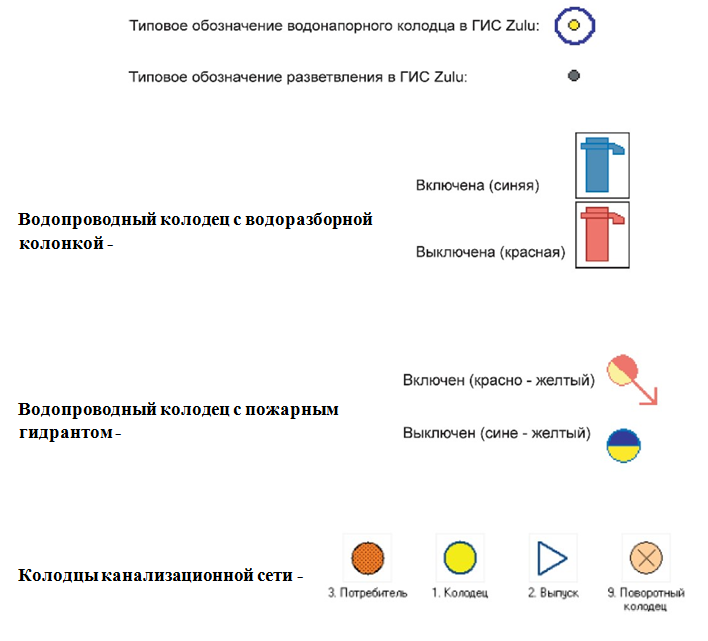 Типовое обозначение водонапорного колодца в ГИС Zulu:
Типовое обозначение разветвления в ГИС Zulu:
Включена (синяя)
Водопроводный колодец с водоразборной
колонкой -
Выключена (красная)
Включен (красно - желтый)
Водопроводный колодец с пожарным
гидрантом -
Выключен (сине - желтый)
Колодцы канализационной сети -
3. Потребитель 1. Колодец 2. Выпуск 9. Поворотный
колодец